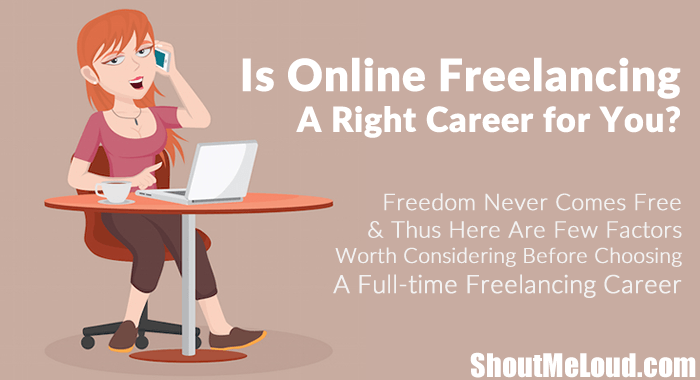 Is Online Freelancing
A Right Career for You?
Freedom Never Comes Free
& Thus Here Are Few Factors
Worth Considering Before Choosing
A Full-time Freelancing Career
ShoutMeLoud.com